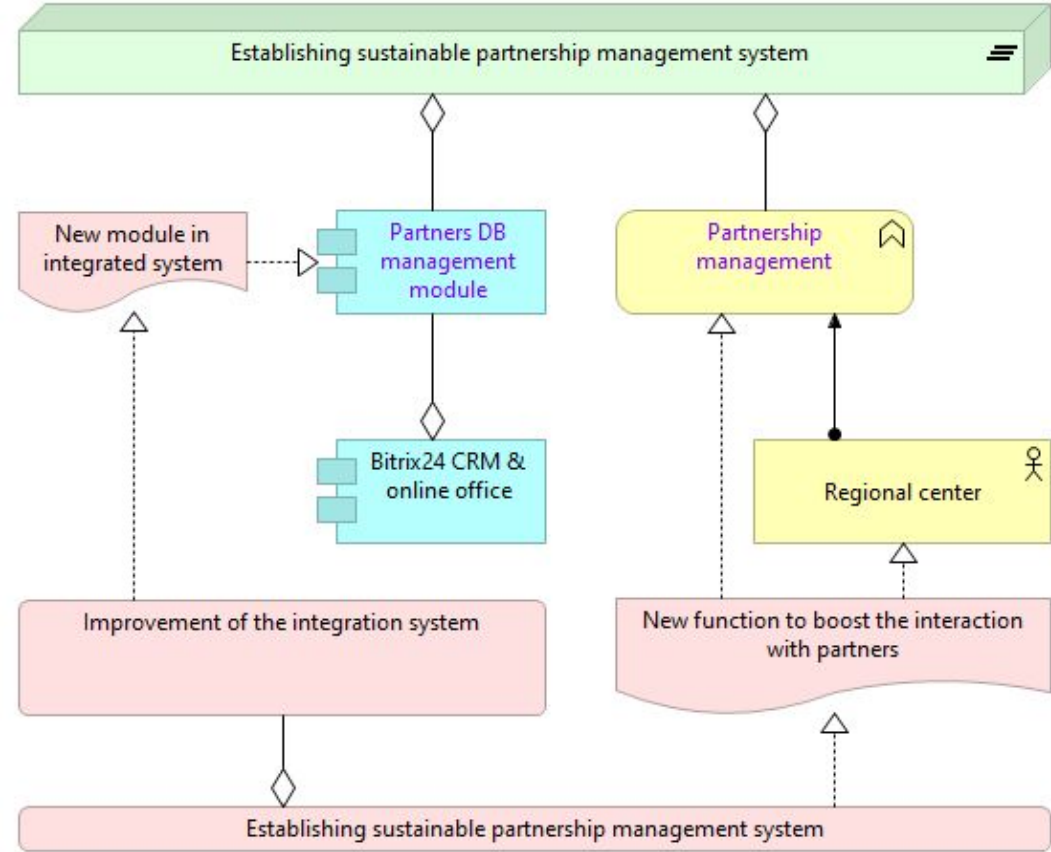 Establishing sustainable partnership management system
New module in
integrated system
Partners DB
management
module
Partnership
management
Bitrix24 CRM &
online office
Regional center
Improvement of the integration system
New function to boost the interaction
with partners
Establishing sustainable partnership management system